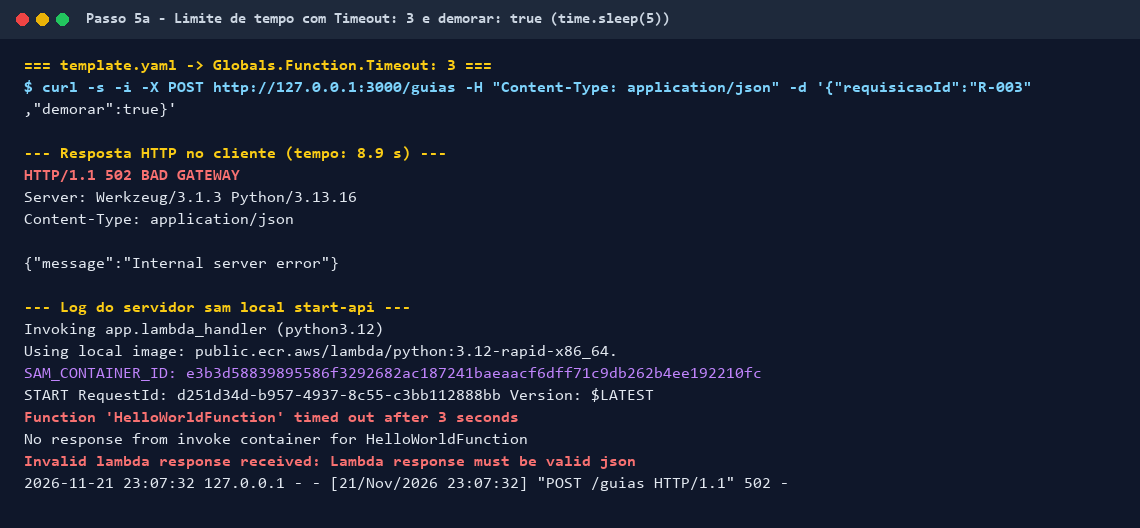 Passo 5a - Limite de tempo com Timeout: 3 e demorar: true (time.sleep(5))
=== template.yaml -> Globals.Function.Timeout: 3 ===
$ curl -s -i -X POST http://127.0.0.1:3000/guias -H "Content-Type: application/json" -d '{"requisicaoId":"R-003"
,"demorar":true}'
--- Resposta HTTP no cliente (tempo: 8.9 s) ---
HTTP/1.1 502 BAD GATEWAY
Server: Werkzeug/3.1.3 Python/3.13.16
Content-Type: application/json
{"message":"Internal server error"}
--- Log do servidor sam local start-api ---
Invoking app.lambda_handler (python3.12)
Using local image: public.ecr.aws/lambda/python:3.12-rapid-x86_64.
SAM_CONTAINER_ID: e3b3d58839895586f3292682ac187241baeaacf6dff71c9db262b4ee192210fc
START RequestId: d251d34d-b957-4937-8c55-c3bb112888bb Version: $LATEST
Function 'HelloWorldFunction' timed out after 3 seconds
No response from invoke container for HelloWorldFunction
Invalid lambda response received: Lambda response must be valid json
2026-11-21 23:07:32 127.0.0.1 - - [21/Nov/2026 23:07:32] "POST /guias HTTP/1.1" 502 -